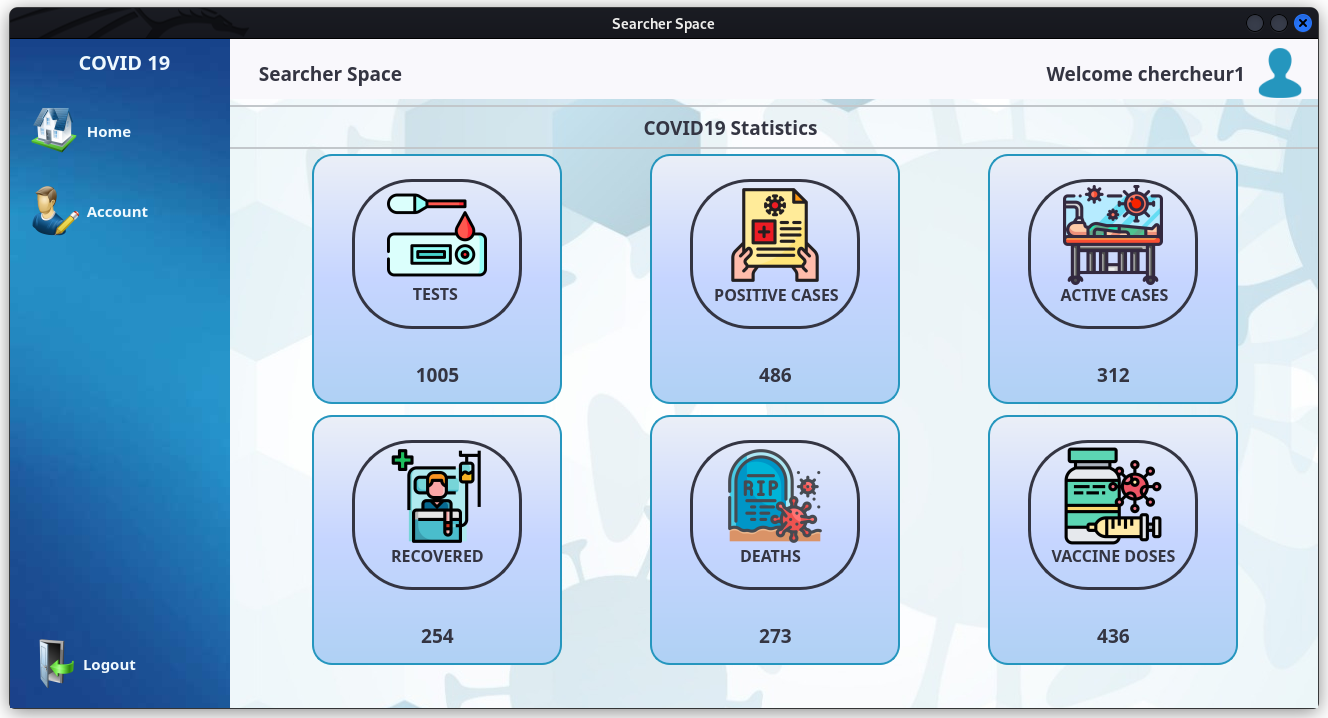 Searcher Space
COVID 19
Home
Account
Logout
Searcher Space
Welcome chercheur1
COVID19 Statistics
TESTS
1005
POSITIVE CASES
486
ACTIVE CASES
312
RECOVERED
254
RIP
DEATHS
273
VACCINE DOSES
436